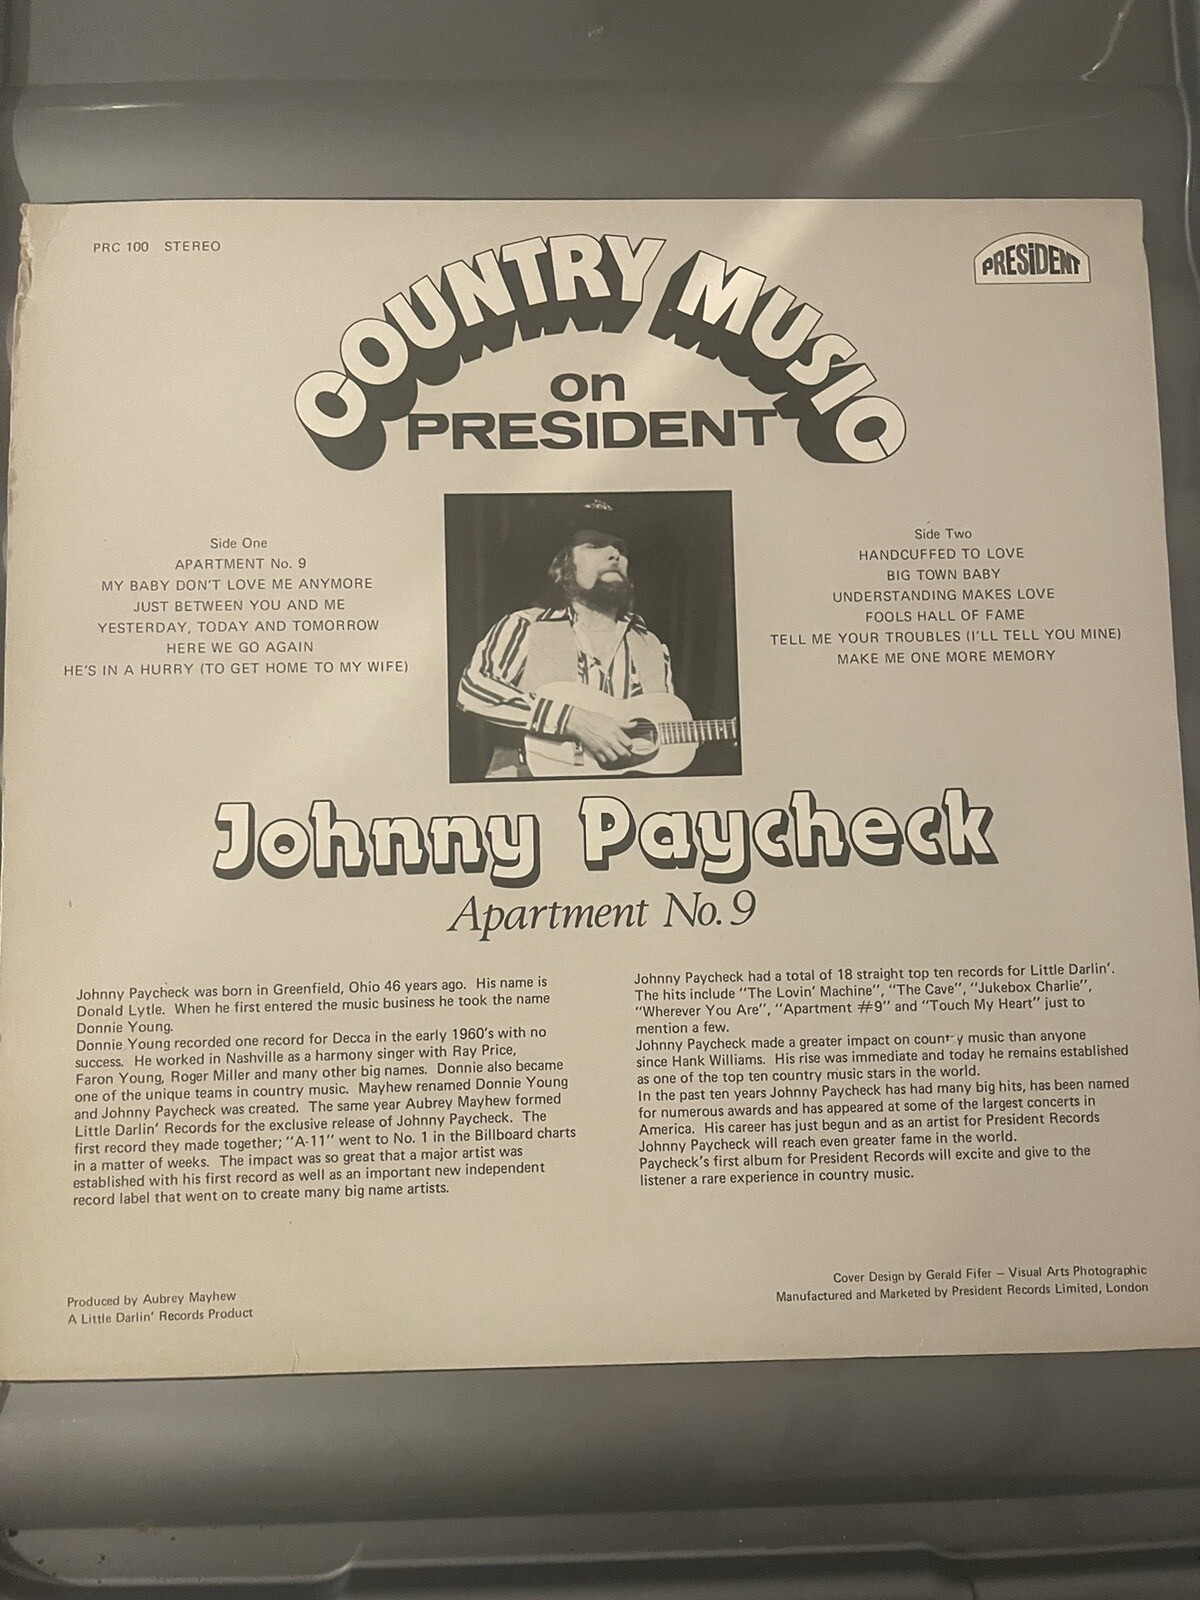 PRC 100 STEREO
PRESiDENT
COUNTRY MUSIC
on
PRESIDENT
Side One
APARTMENT No. 9
MY BABY DON'T LOVE ME ANYMORE
JUST BETWEEN YOU AND ME
YESTERDAY, TODAY AND TOMORROW
HERE WE GO AGAIN
HE'S IN A HURRY (TO GET HOME TO MY WIFE)
Side Two
HANDCUFFED TO LOVE
BIG TOWN BABY
UNDERSTANDING MAKES LOVE
FOOLS HALL OF FAME
TELL ME YOUR TROUBLES (I'LL TELL YOU MINE)
MAKE ME ONE MORE MEMORY
Johnny Paycheck
Apartment No. 9
Johnny Paycheck was born in Greenfield, Ohio 46 years ago. His name is
Donald Lytle. When he first entered the music business he took the name
Donnie Young.
Donnie Young recorded one record for Decca in the early 1960's with no
success. He worked in Nashville as a harmony singer with Ray Price,
Faron Young, Roger Miller and many other big names. Donnie also became
one of the unique teams in country music. Mayhew renamed Donnie Young
and Johnny Paycheck was created. The same year Aubrey Mayhew formed
Little Darlin' Records for the exclusive release of Johnny Paycheck. The
first record they made together; "A-11" went to No. 1 in the Billboard charts
in a matter of weeks. The impact was so great that a major artist was
established with his first record as well as an important new independent
record label that went on to create many big name artists.
Johnny Paycheck had a total of 18 straight top ten records for Little Darlin'.
The hits include "The Lovin' Machine", "The Cave", "Jukebox Charlie",
"Wherever You Are", "Apartment #9" and "Touch My Heart" just to
mention a few.
Johnny Paycheck made a greater impact on country music than anyone
since Hank Williams. His rise was immediate and today he remains established
as one of the top ten country music stars in the world.
In the past ten years Johnny Paycheck has had many big hits, has been named
for numerous awards and has appeared at some of the largest concerts in
America. His career has just begun and as an artist for President Records
Johnny Paycheck will reach even greater fame in the world.
Paycheck's first album for President Records will excite and give to the
listener a rare experience in country music.
Produced by Aubrey Mayhew
A Little Darlin' Records Product
Cover Design by Gerald Fifer – Visual Arts Photographic
Manufactured and Marketed by President Records Limited, London